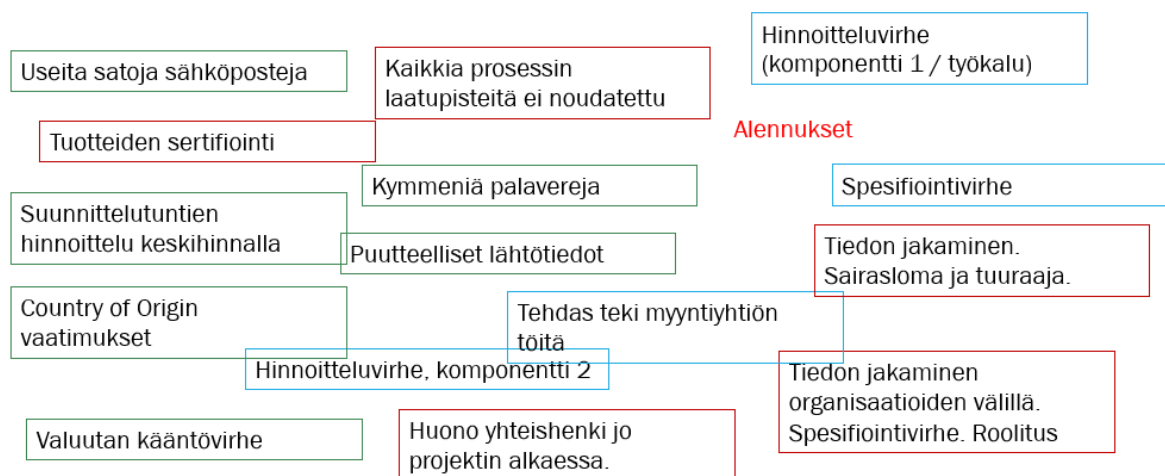 Hinnoitteluvirhe
(komponentti 1 / työkalu)
Useita satoja sähköposteja
Kaikkia prosessin
laatupisteitä ei noudatettu
Alennukset
Tuotteiden sertifiointi
Kymmeniä palavereja
Spesifiointivirhe
Suunnittelutuntien
hinnoittelu keskihinnalla
Puutteelliset lähtötiedot
Tiedon jakaminen.
Sairasloma ja tuuraaja.
Country of Origin
vaatimukset
Tehdas teki myyntiyhtiön
töitä
Hinnoitteluvirhe, komponentti 2
Tiedon jakaminen
organisaatioiden välillä.
Spesifiointivirhe. Roolitus
Valuutan kääntövirhe
Huono yhteishenki jo
projektin alkaessa.